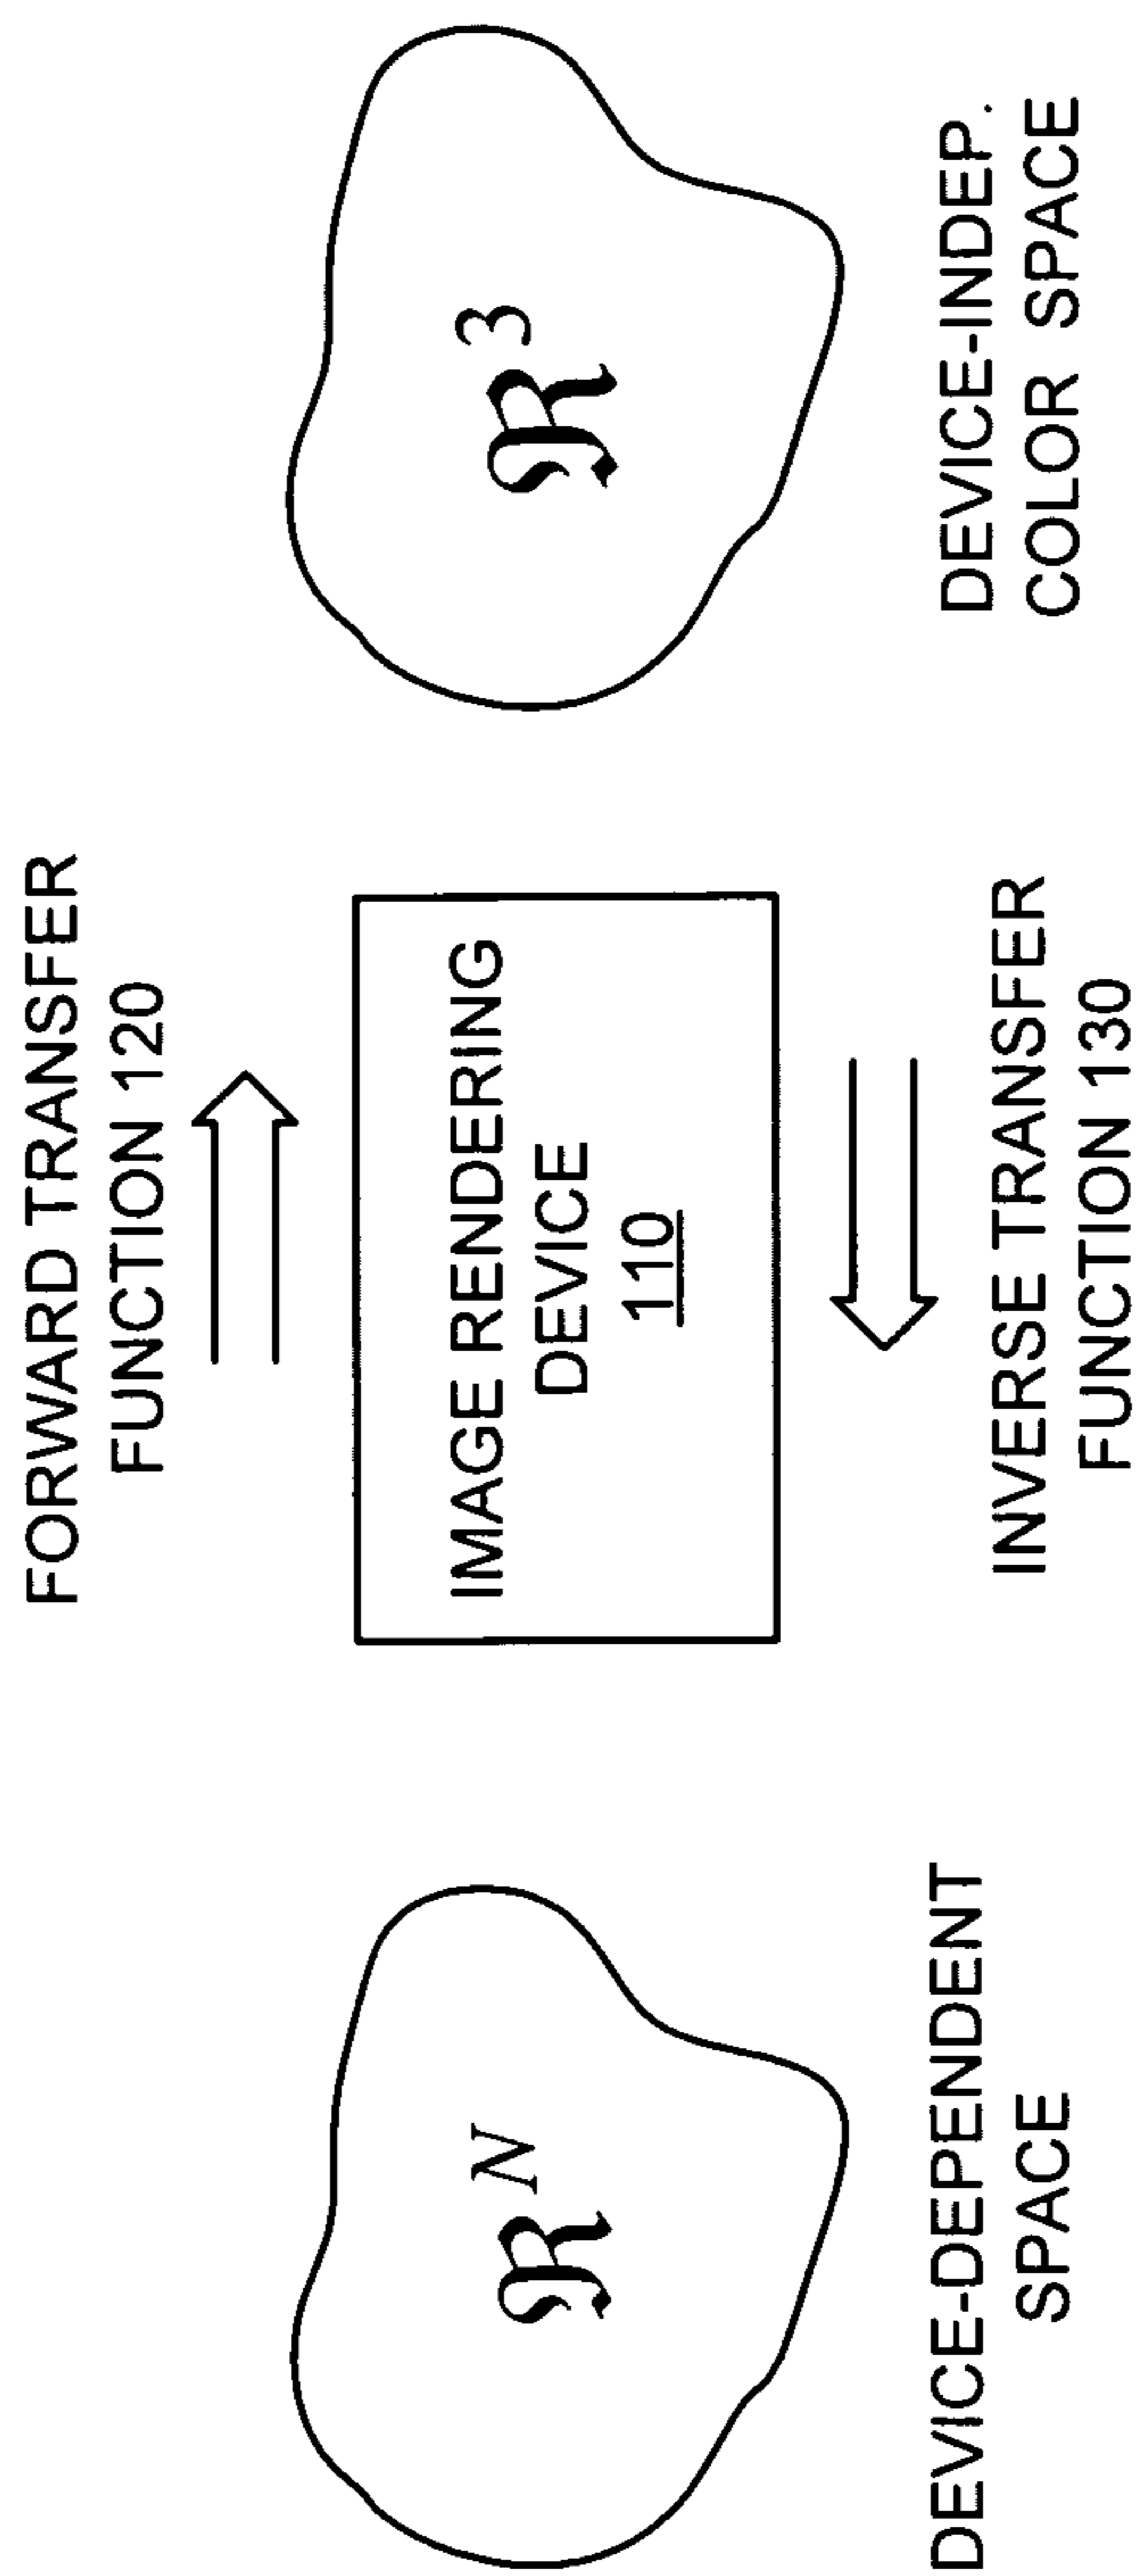 FORWARD TRANSFER
FUNCTION 120
ℜ^N
IMAGE RENDERING
DEVICE
110
ℜ^3
DEVICE-DEPENDENT
SPACE
INVERSE TRANSFER
FUNCTION 130
DEVICE-INDEP.
COLOR SPACE